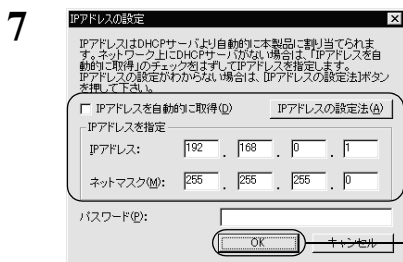 7
IPアドレスの設定
IPアドレスはDHCPサーバより自動的に本製品に割り当てられま
す。ネットワーク上にDHCPサーバがない場合は、「IPアドレスを自
動的に取得」のチェックをはずしてIPアドレスを指定します。
IPアドレスの設定がわからない場合は、[IPアドレスの設定法]ボタン
を押して下さい。
IPアドレスを自動的に取得(D) IPアドレスの設定法(A)
IPアドレスを指定
IPアドレス: 192 . 168 . 0 . 1
ネットマスク(M): 255 . 255 . 255 . 0
パスワード(P):
OK キャンセル